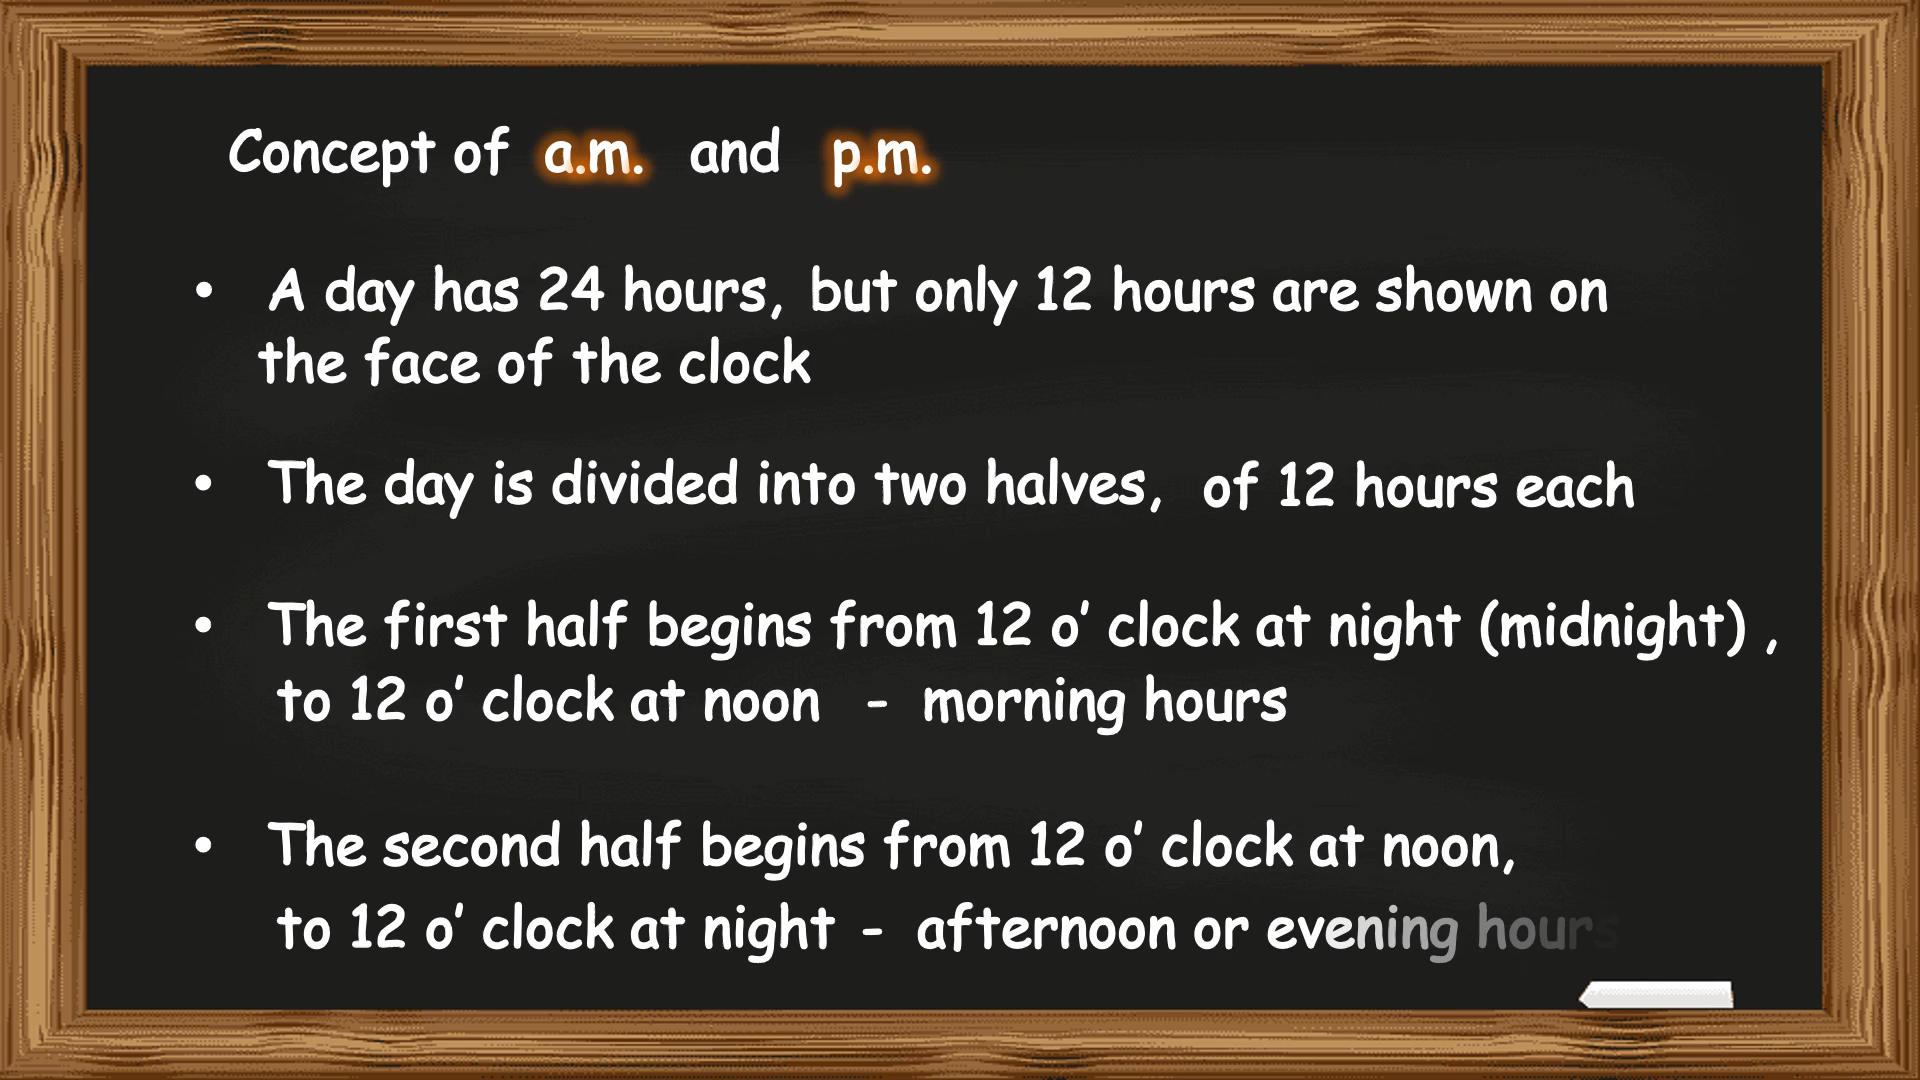 Concept of a.m. and p.m.
• A day has 24 hours, but only 12 hours are shown on
the face of the clock
• The day is divided into two halves, of 12 hours each
• The first half begins from 12 o’ clock at night (midnight) ,
to 12 o’ clock at noon - morning hours
• The second half begins from 12 o’ clock at noon,
to 12 o’ clock at night - afternoon or evening hours